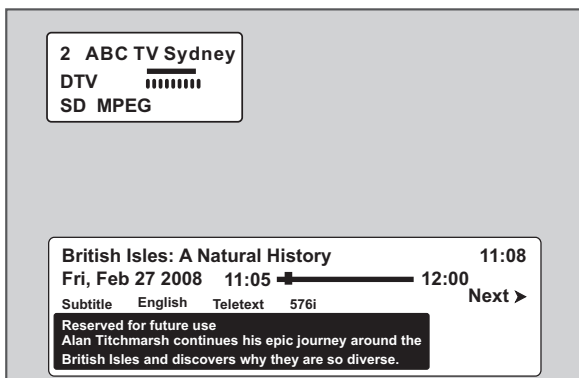 2 ABC TV Sydney
DTV
SD MPEG
British Isles: A Natural History 11:08
Fri, Feb 27 2008 11:05 12:00
Subtitle English Teletext 576i Next
Reserved for future use
Alan Titchmarsh continues his epic journey around the
British Isles and discovers why they are so diverse.